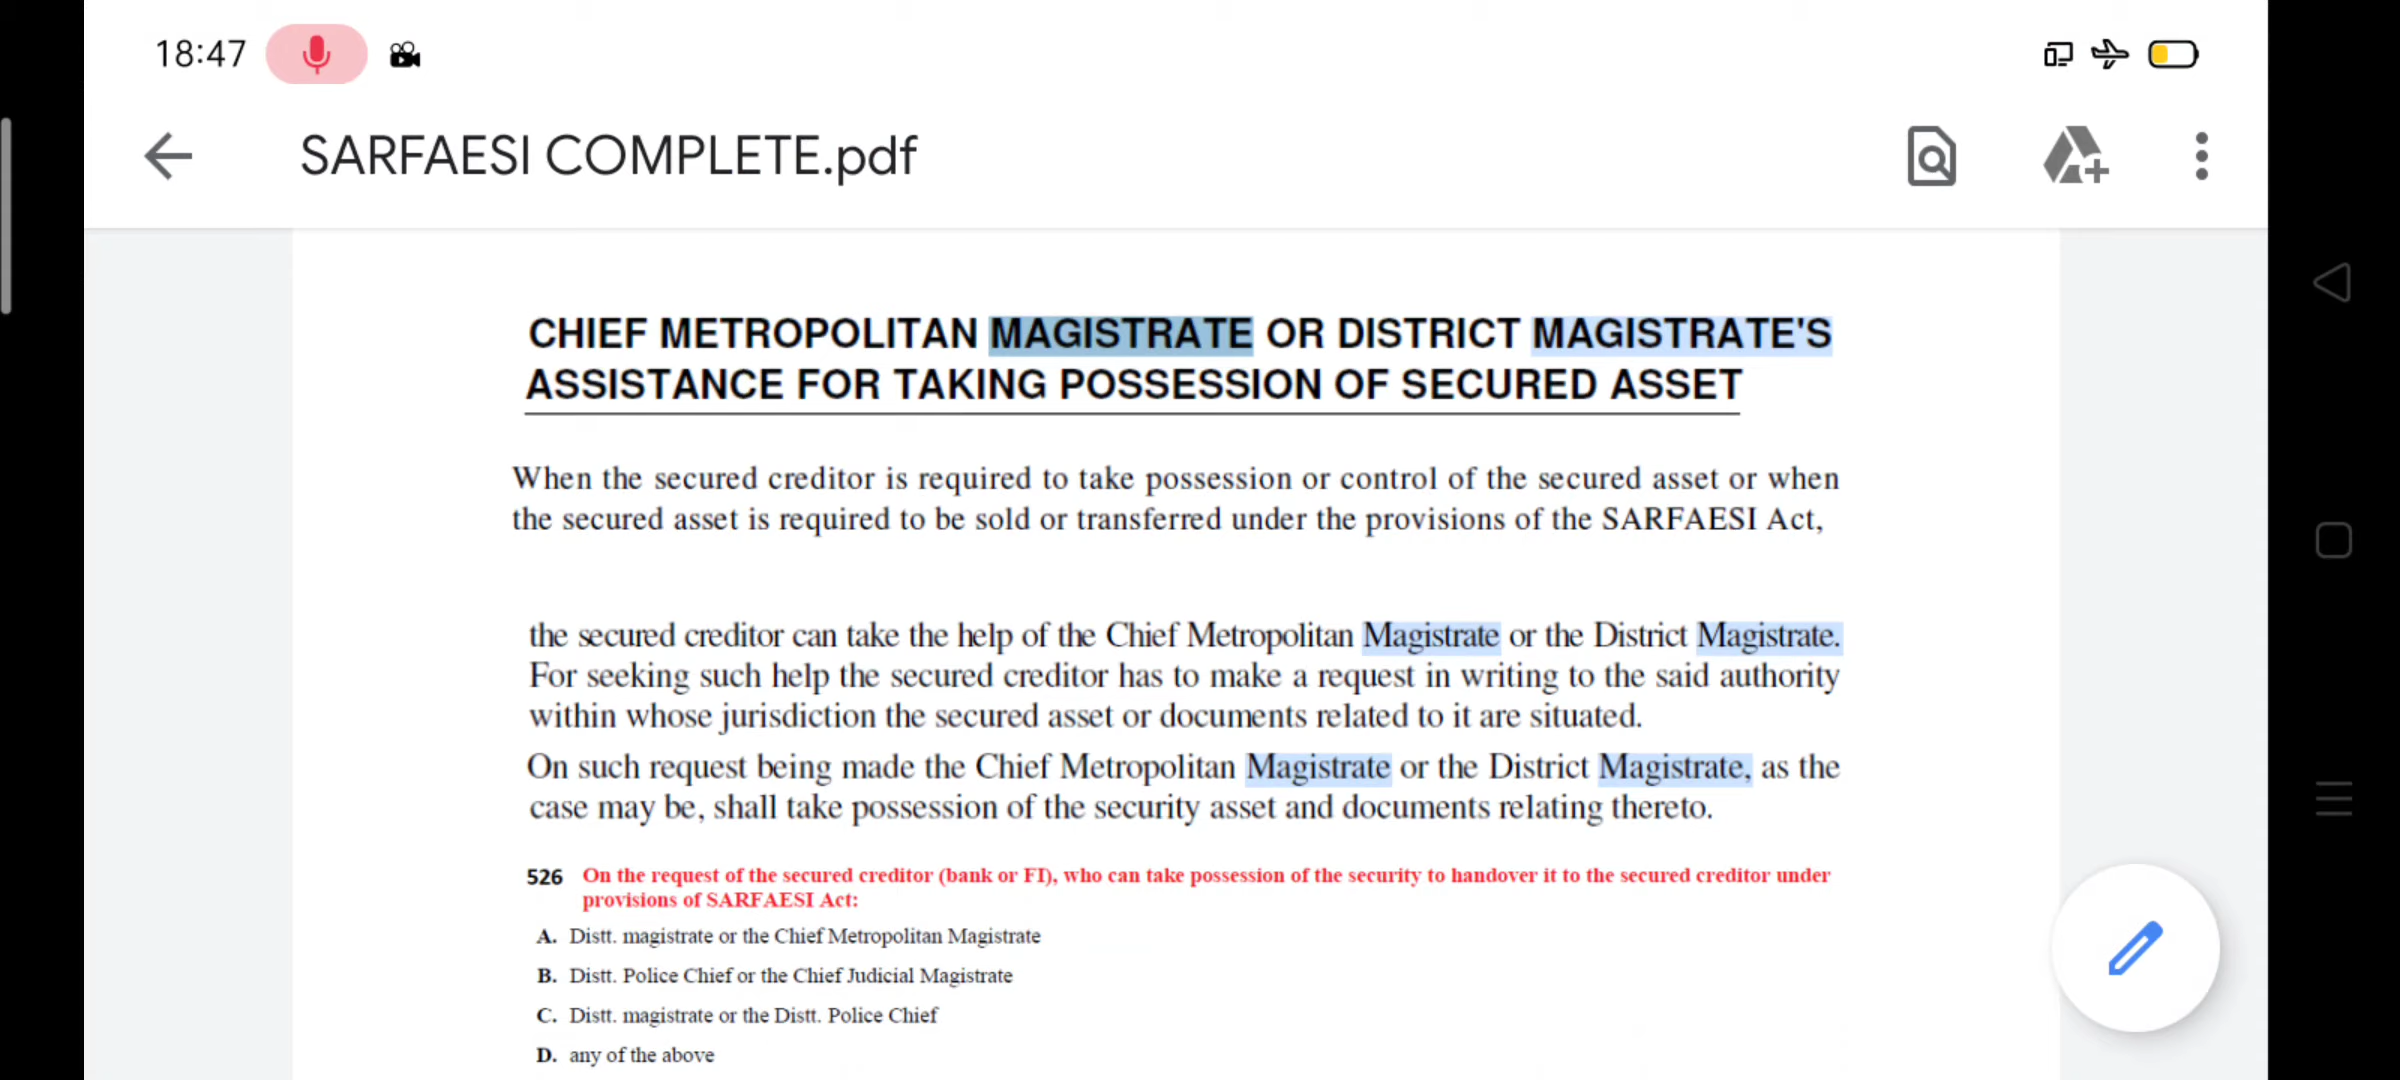 18:47
SARFAESI COMPLETE.pdf
CHIEF METROPOLITAN MAGISTRATE OR DISTRICT MAGISTRATE'S
ASSISTANCE FOR TAKING POSSESSION OF SECURED ASSET
When the secured creditor is required to take possession or control of the secured asset or when
the secured asset is required to be sold or transferred under the provisions of the SARFAESI Act,
the secured creditor can take the help of the Chief Metropolitan Magistrate or the District Magistrate.
For seeking such help the secured creditor has to make a request in writing to the said authority
within whose jurisdiction the secured asset or documents related to it are situated.
On such request being made the Chief Metropolitan Magistrate or the District Magistrate, as the
case may be, shall take possession of the security asset and documents relating thereto.
526 On the request of the secured creditor (bank or FI), who can take possession of the security to handover it to the secured creditor under
provisions of SARFAESI Act:
A. Distt. magistrate or the Chief Metropolitan Magistrate
B. Distt. Police Chief or the Chief Judicial Magistrate
C. Distt. magistrate or the Distt. Police Chief
D. any of the above